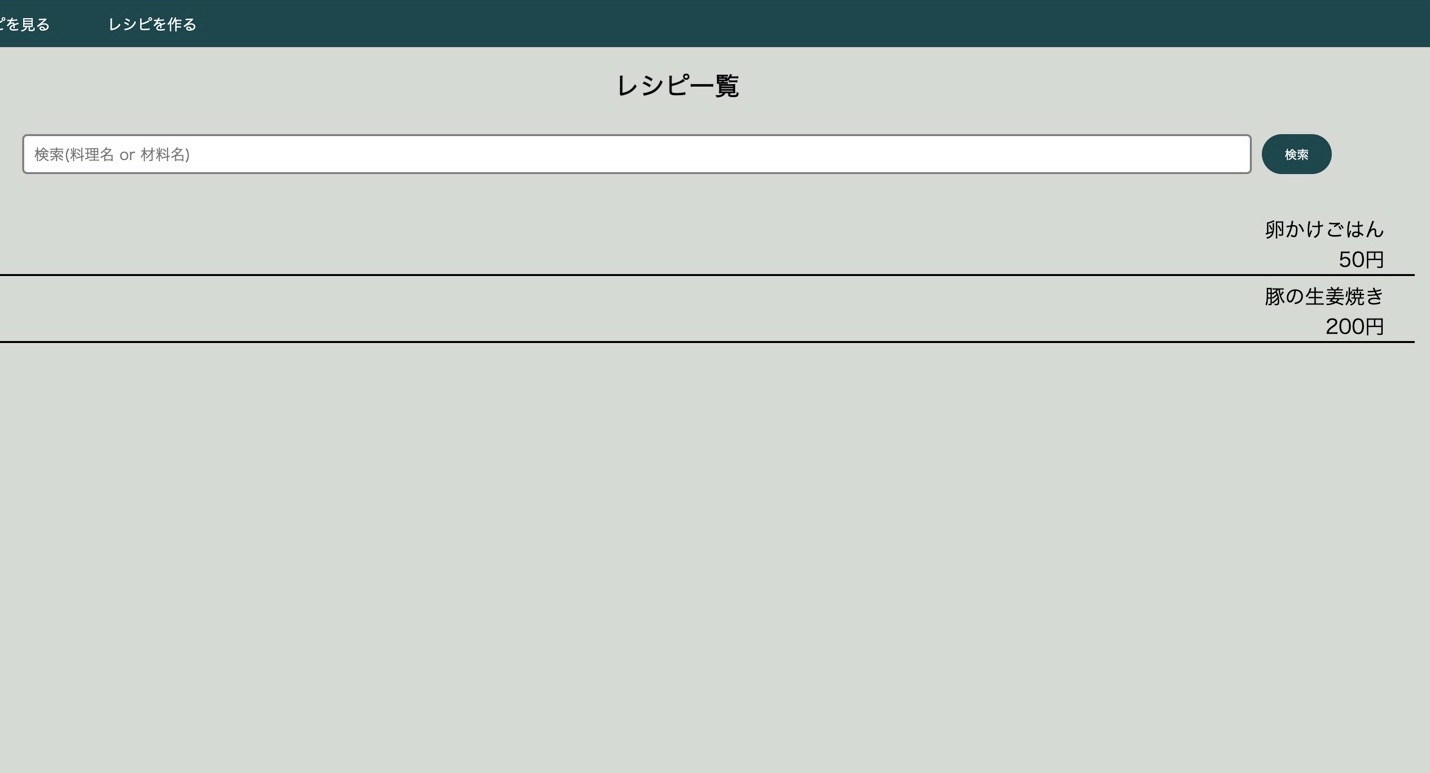 ピを見る
レシピを作る
レシピ一覧
検索(料理名 or 材料名)
検索
卵かけごはん
50円
豚の生姜焼き
200円